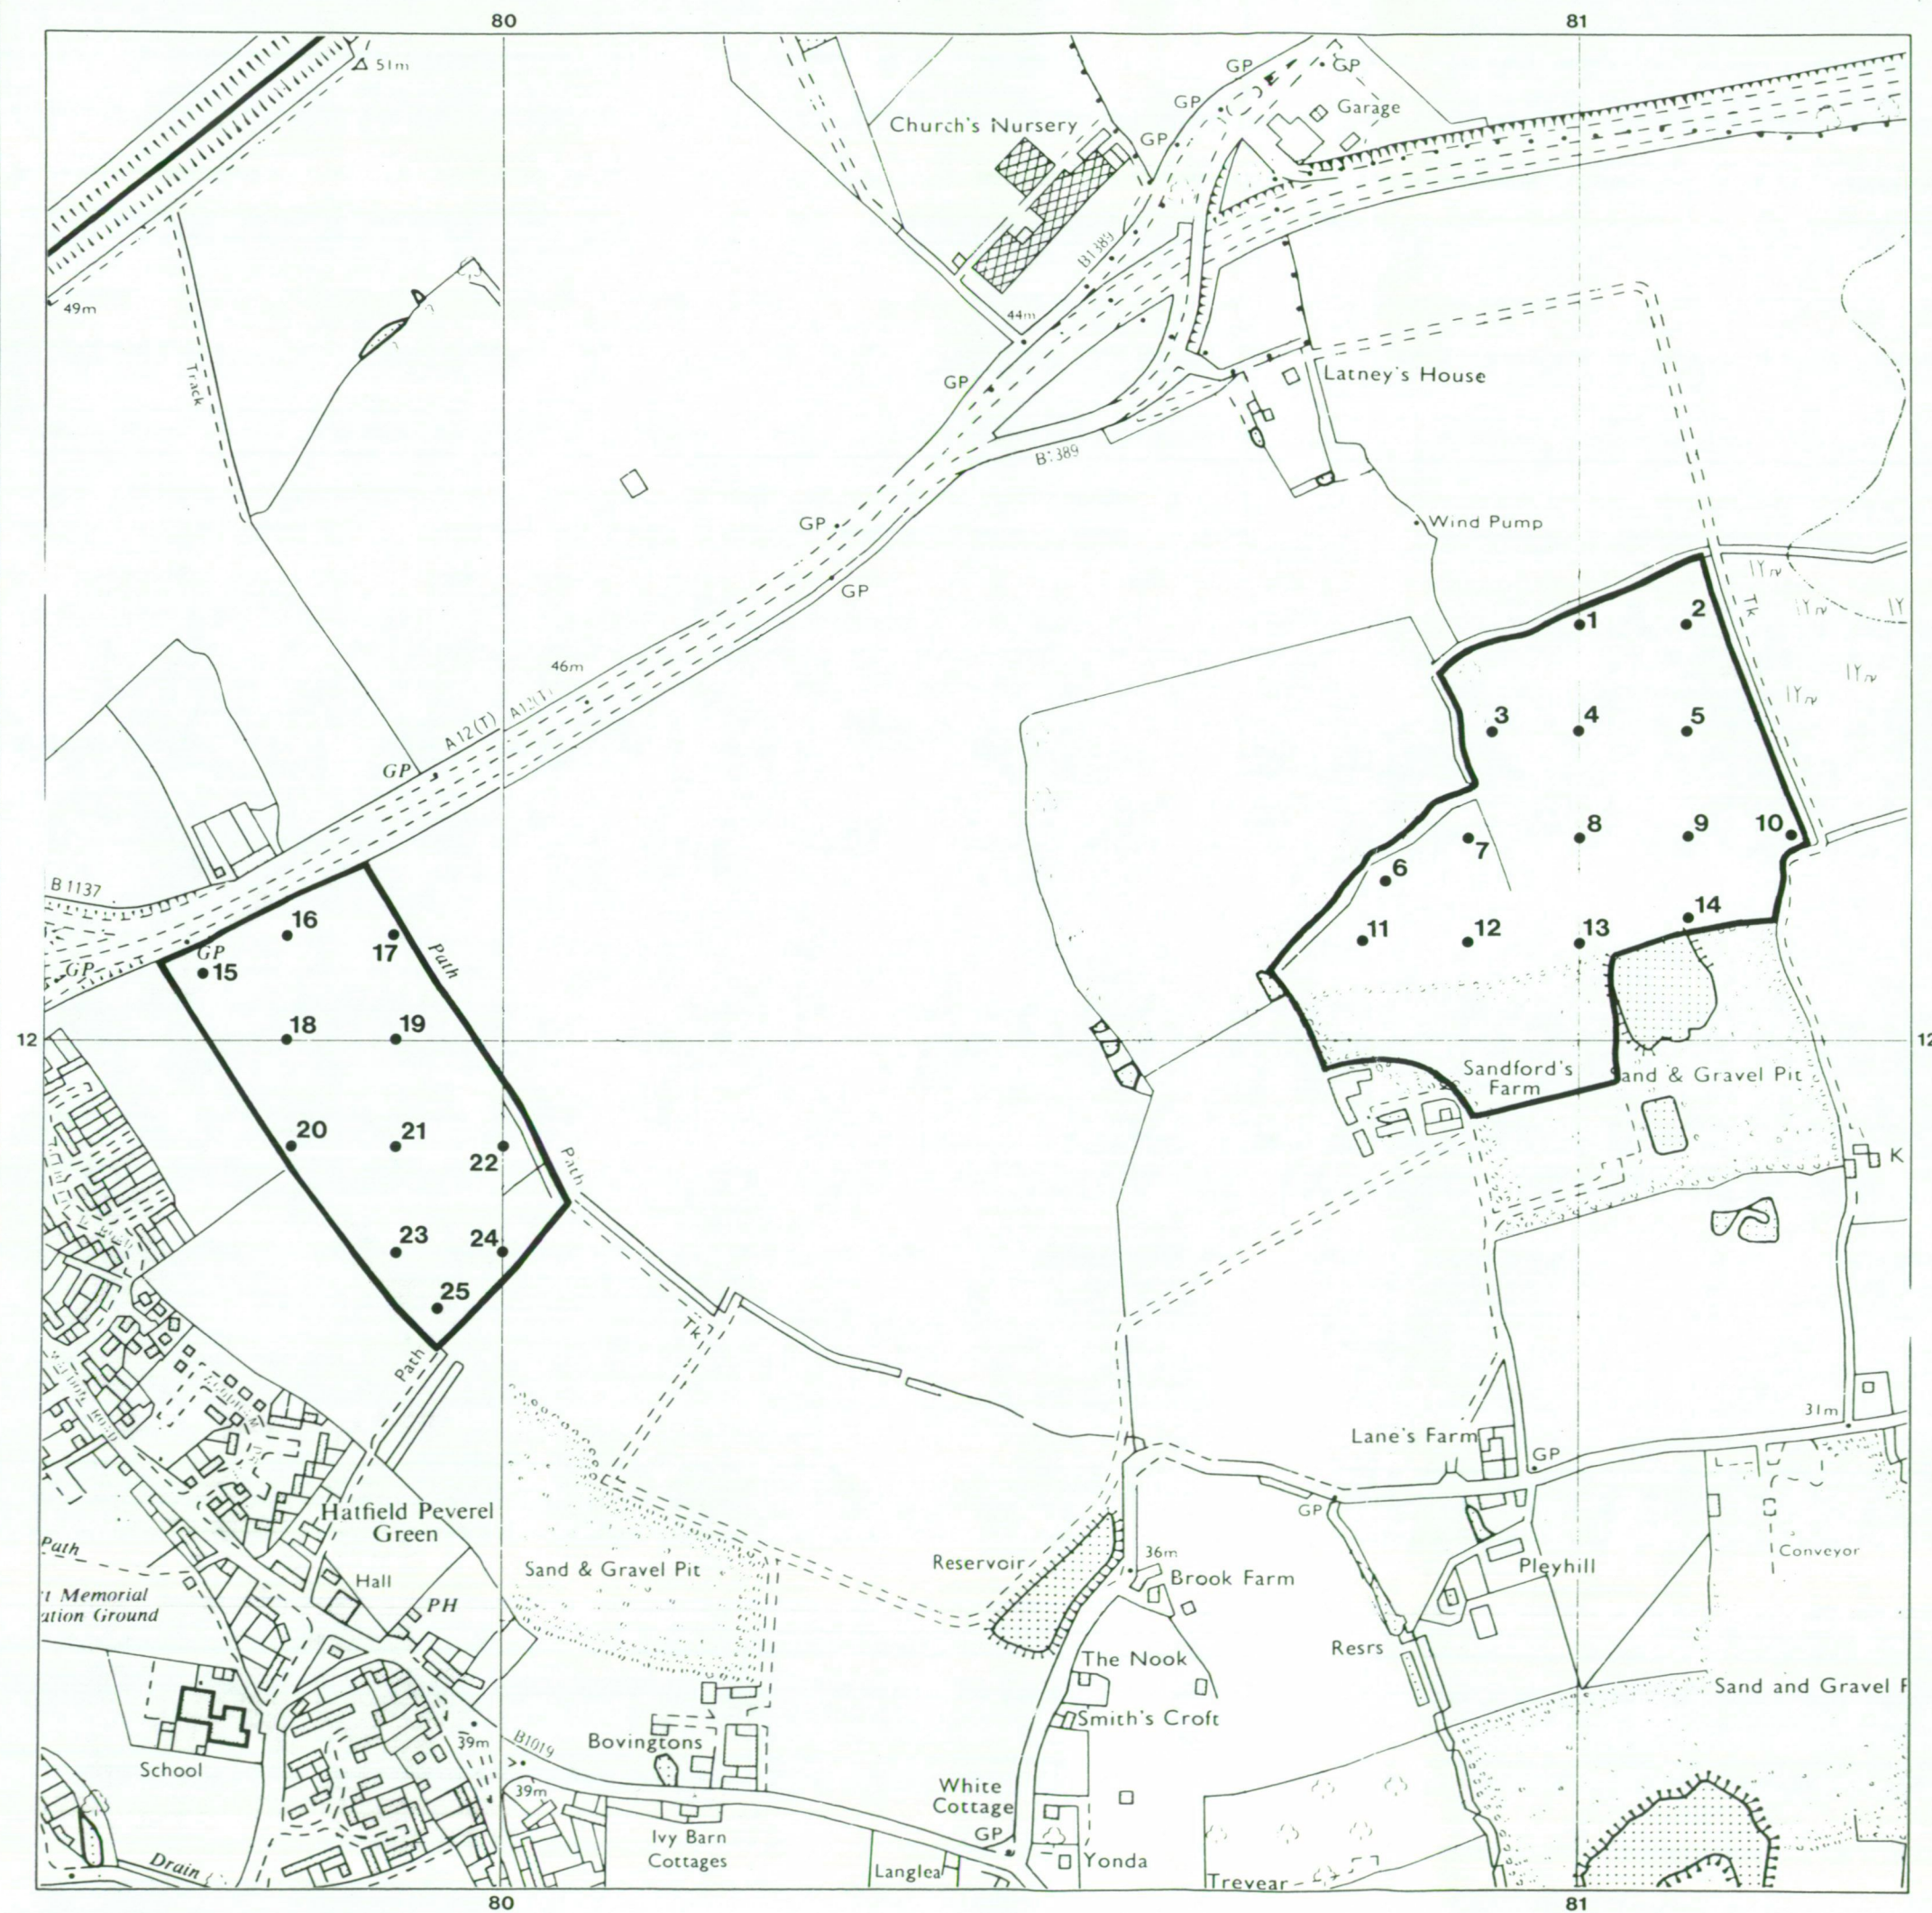 80
81
51m
GP
GP
GP
Garage
Church's Nursery
GP
B1389
49m
44m
Track
GP
Latney's House
B1389
GP
Wind Pump
GP
Tk
1
2
46m
A12(T)
A12(T)
3
4
5
GP
8
9
10
7
6
B1137
14
16
11
12
13
17
Path
GP
GP
15
18
19
12
12
Sandford's
Farm
Sand & Gravel Pit
20
21
22
Path
K
23
24
25
Tk
Path
31m
Lane's Farm
GP
GP
Hatfield Peverel
Green
Path
Reservoir
36m
Conveyor
Sand & Gravel Pit
Brook Farm
Pleyhill
Hall
t Memorial
ation Ground
PH
The Nook
Resrs
Sand and Gravel P
Smith's Croft
School
39m
B1019
Bovingtons
39m
White
Cottage
GP
Ivy Barn
Cottages
Langlea
Yonda
Drain
Trevear
80
81